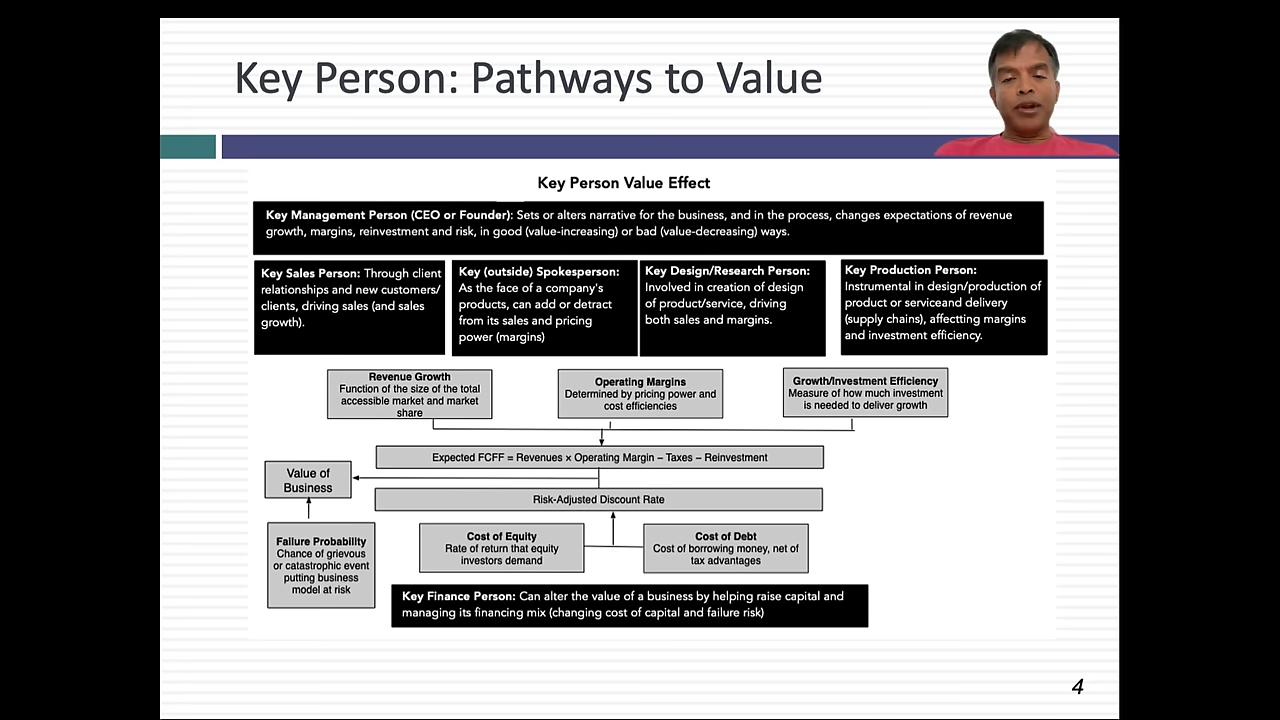 Key Person: Pathways to Value
Key Person Value Effect
Key Management Person (CEO or Founder): Sets or alters narrative for the business, and in the process, changes expectations of revenue
growth, margins, reinvestment and risk, in good (value-increasing) or bad (value-decreasing) ways.
Key Sales Person: Through client
relationships and new customers/
clients, driving sales (and sales
growth).
Key (outside) Spokesperson:
As the face of a company's
products, can add or detract
from its sales and pricing
power (margins)
Key Design/Research Person:
Involved in creation of design
of product/service, driving
both sales and margins.
Key Production Person:
Instrumental in design/production of
product or serviceand delivery
(supply chains), affectting margins
and investment efficiency.
Revenue Growth
Function of the size of the total
accessible market and market
share
Operating Margins
Determined by pricing power and
cost efficiencies
Growth/Investment Efficiency
Measure of how much investment
is needed to deliver growth
Expected FCFF = Revenues × Operating Margin – Taxes – Reinvestment
Value of
Business
Risk-Adjusted Discount Rate
Failure Probability
Chance of grievous
or catastrophic event
putting business
model at risk
Cost of Equity
Rate of return that equity
investors demand
Cost of Debt
Cost of borrowing money, net of
tax advantages
Key Finance Person: Can alter the value of a business by helping raise capital and
managing its financing mix (changing cost of capital and failure risk)
4